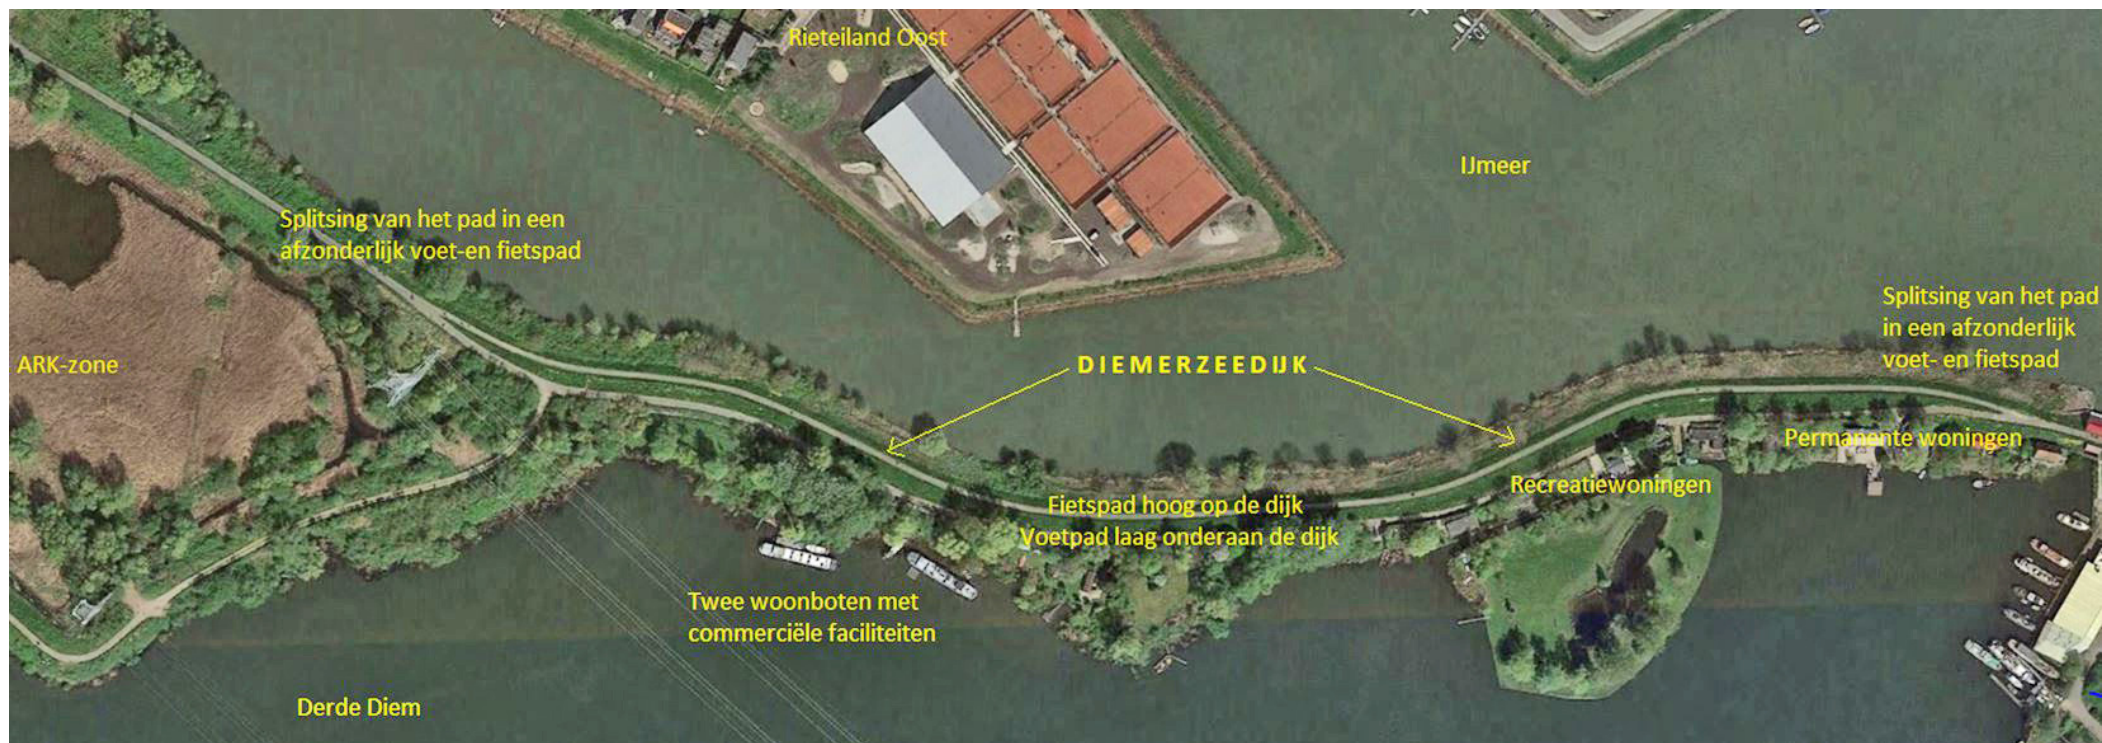 Rieteiland Oost
IJmeer
Splitsing van het pad in een
afzonderlijk voet-en fietspad
Splitsing van het pad
in een afzonderlijk
voet- en fietspad
ARK-zone
DIEMERZEEDIJK
Permanente woningen
Recreatiewoningen
Fietspad hoog op de dijk
Voetpad laag onderaan de dijk
Twee woonboten met
commerciële faciliteiten
Derde Diem